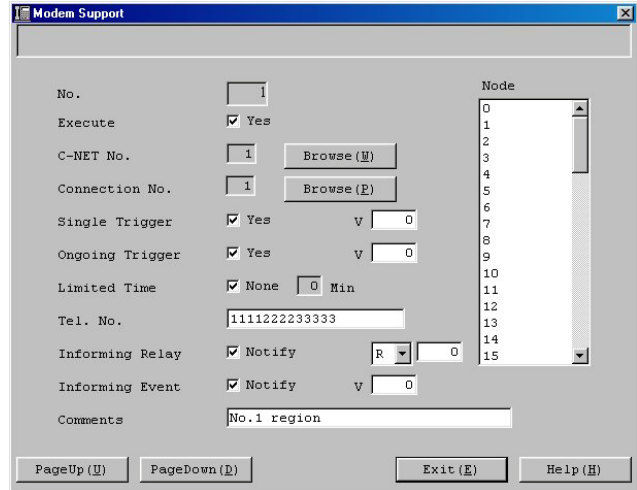 Modem Support
No. 1
Execute Yes
C-NET No. 1 Browse(W)
Connection No. 1 Browse(P)
Single Trigger Yes V 0
Ongoing Trigger Yes V 0
Limited Time None 0 Min
Tel. No. 1111222233333
Informing Relay Notify R 0
Informing Event Notify V 0
Comments No.1 region
Node
0
1
2
3
4
5
6
7
8
9
10
11
12
13
14
15
PageUp(U) PageDown(D) Exit(E) Help(H)